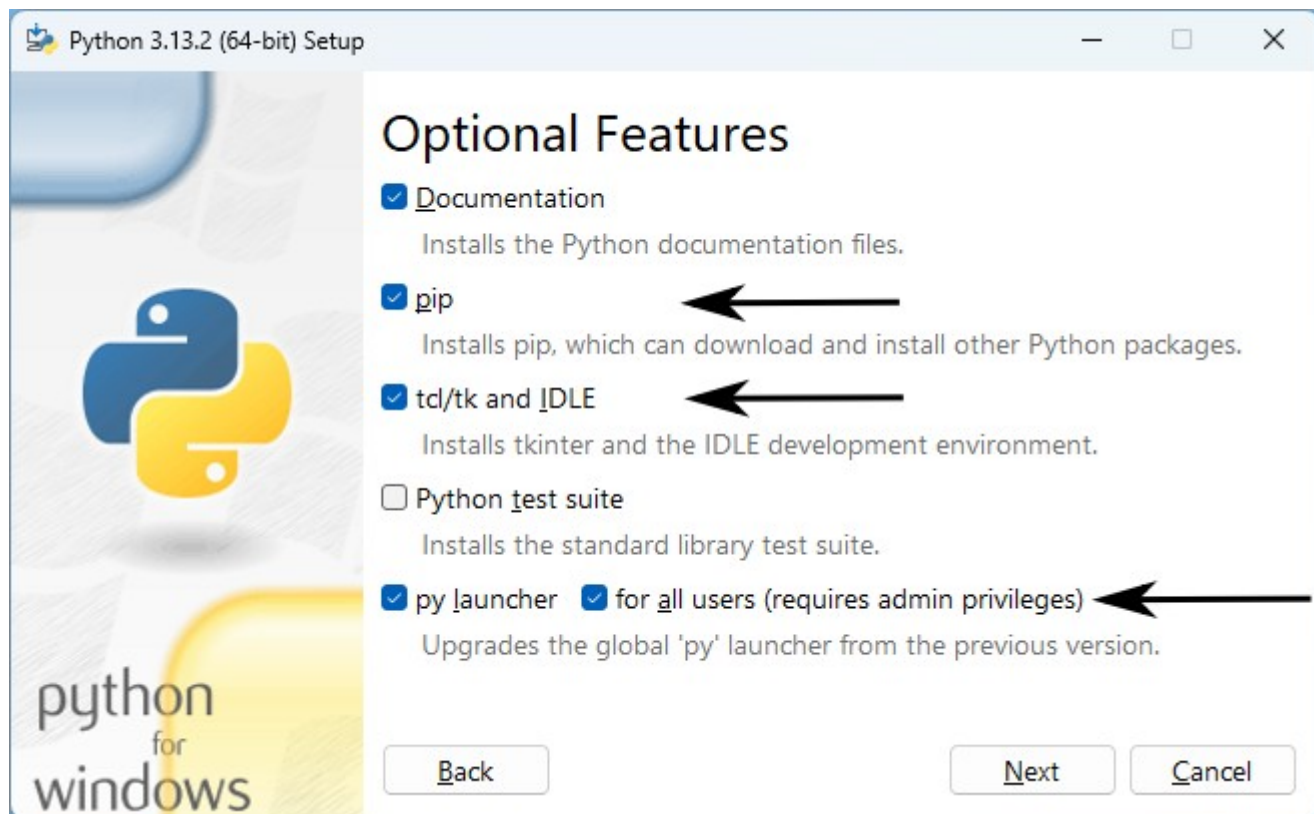 Python 3.13.2 (64-bit) Setup
Optional Features
Documentation
Installs the Python documentation files.
pip
Installs pip, which can download and install other Python packages.
tcl/tk and IDLE
Installs tkinter and the IDLE development environment.
Python test suite
Installs the standard library test suite.
py launcher for all users (requires admin privileges)
Upgrades the global 'py' launcher from the previous version.
python
for
windows
Back Next Cancel